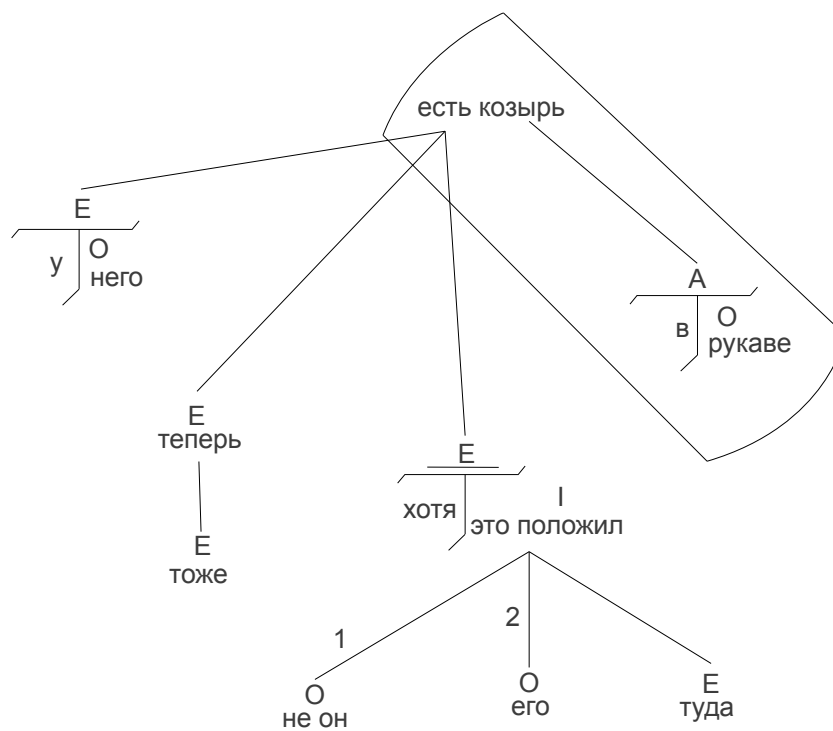 есть козырь
E
у О
него
A
в О
рукаве
E
теперь
E
тоже
E
хотя I
это положил
1
2
О
не он
О
его
E
туда